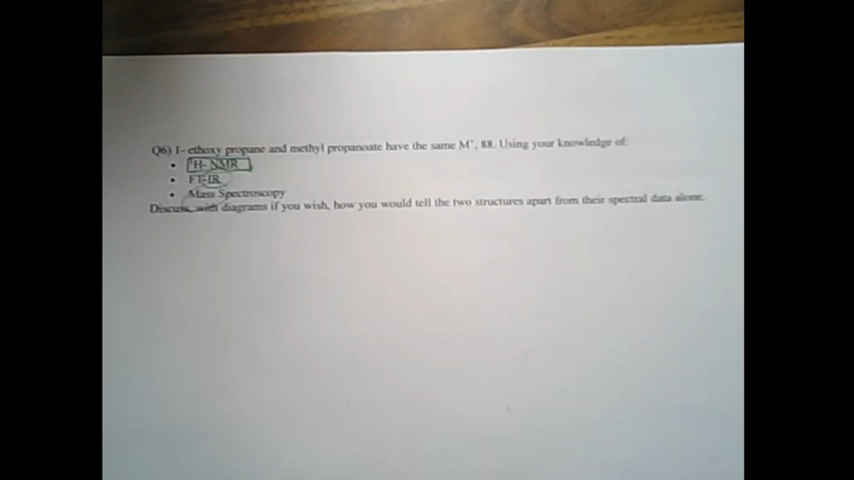 Q6) 1- ethoxy propane and methyl propanoate have the same M⁺, 88. Using your knowledge of:
• ¹H- NMR
• FT-IR
• Mass Spectroscopy
Discuss, with diagrams if you wish, how you would tell the two structures apart from their spectral data alone.